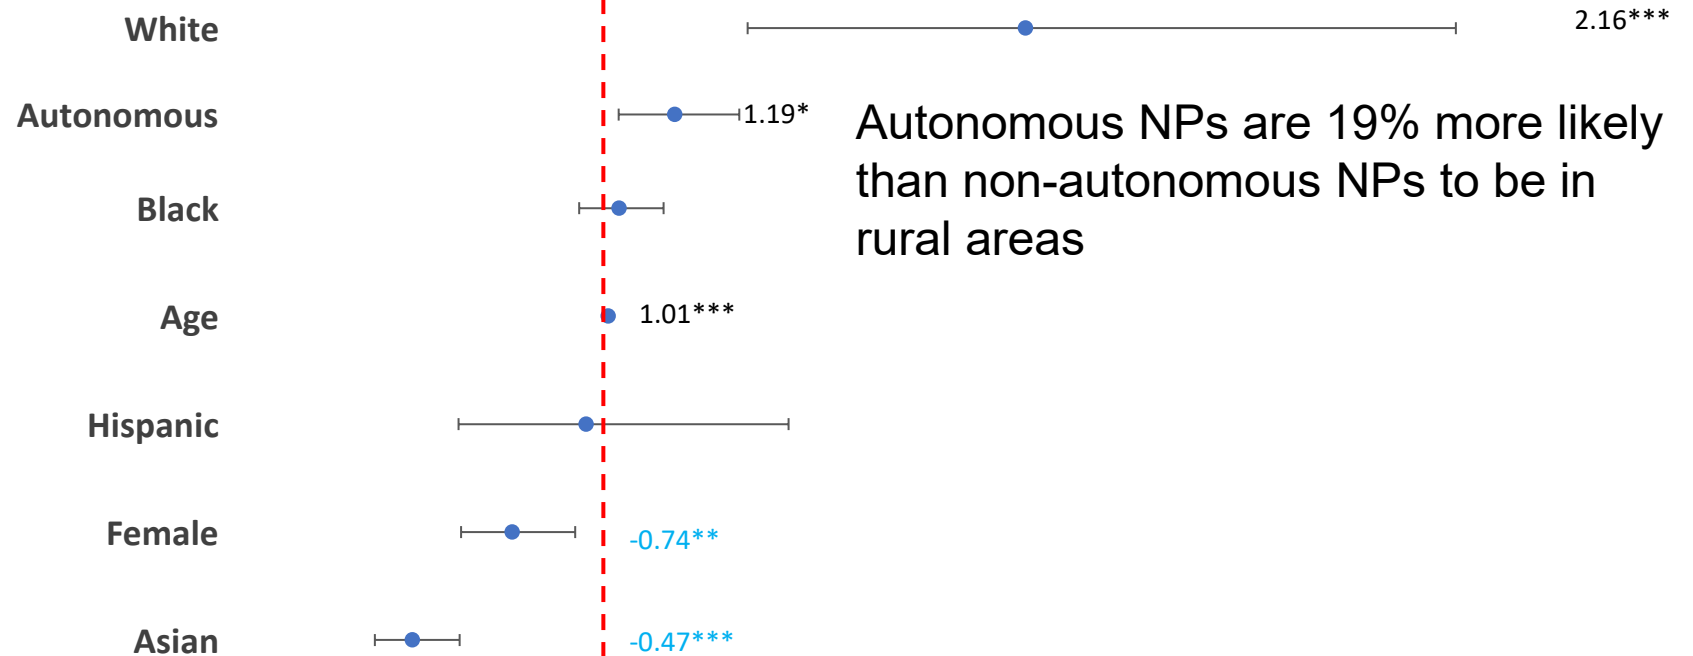 White
2.16***
Autonomous
1.19*
Autonomous NPs are 19% more likely
than non-autonomous NPs to be in
rural areas
Black
Age
1.01***
Hispanic
Female
-0.74**
Asian
-0.47***